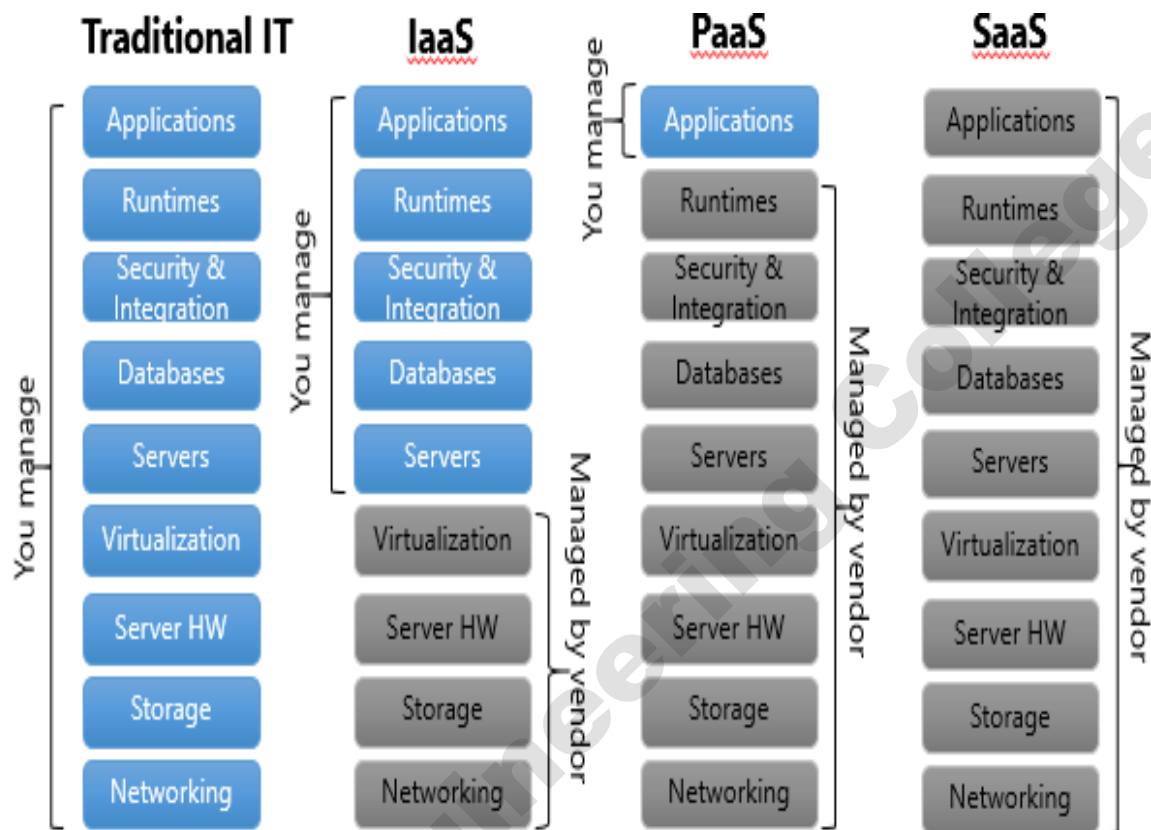 Traditional IT
IaaS
PaaS
SaaS
You manage
Applications
Runtimes
Security &
Integration
Databases
Servers
Virtualization
Server HW
Storage
Networking
You manage
Applications
Runtimes
Security &
Integration
Databases
Servers
Virtualization
Server HW
Storage
Networking
Managed by vendor
You manage
Applications
Runtimes
Security &
Integration
Databases
Servers
Virtualization
Server HW
Storage
Networking
Managed by vendor
Applications
Runtimes
Security &
Integration
Databases
Servers
Virtualization
Server HW
Storage
Networking
Managed by vendor
ineering College